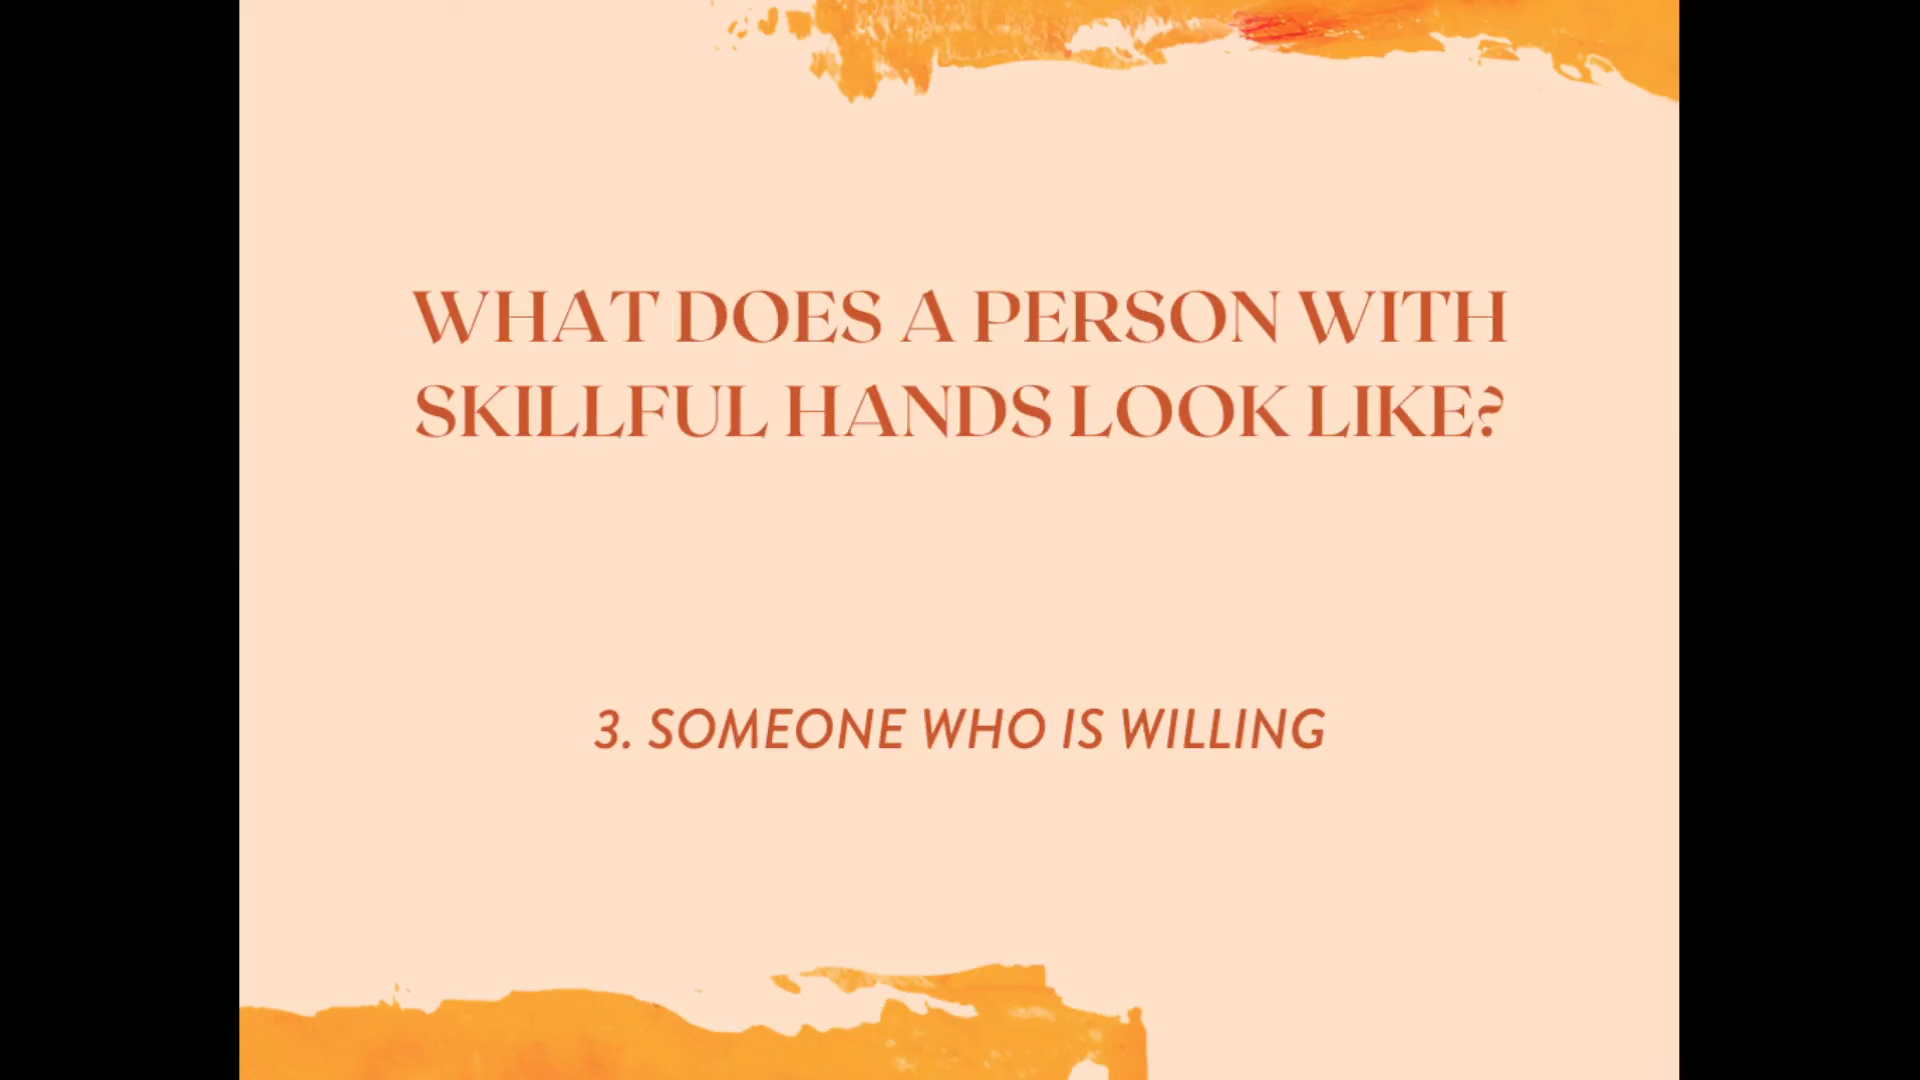 WHAT DOES A PERSON WITH
SKILLFUL HANDS LOOK LIKE?
3. SOMEONE WHO IS WILLING